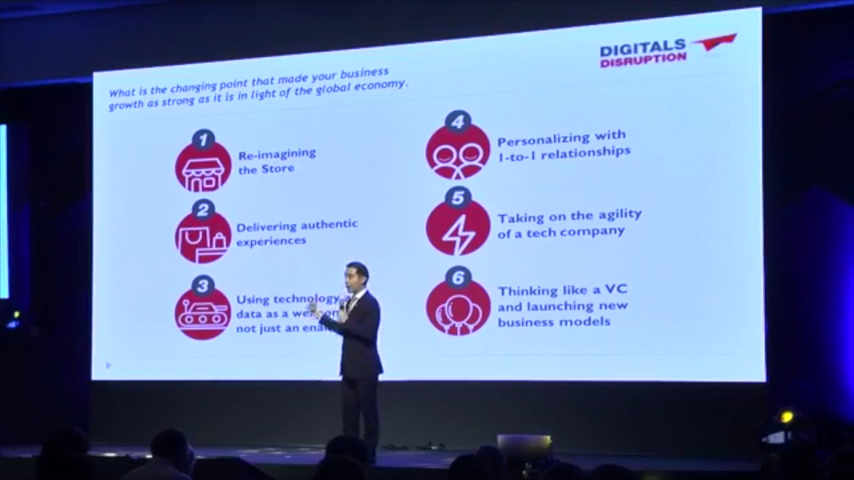 What is the changing point that made your business
growth as strong as it is in light of the global economy.
DIGITALS
DISRUPTION
1
Re-imagining
the Store
2
Delivering authentic
experiences
3
Using technology
data as a
not just an
4
Personalizing with
1-to-1 relationships
5
Taking on the agility
of a tech company
6
Thinking like a VC
and launching new
business models